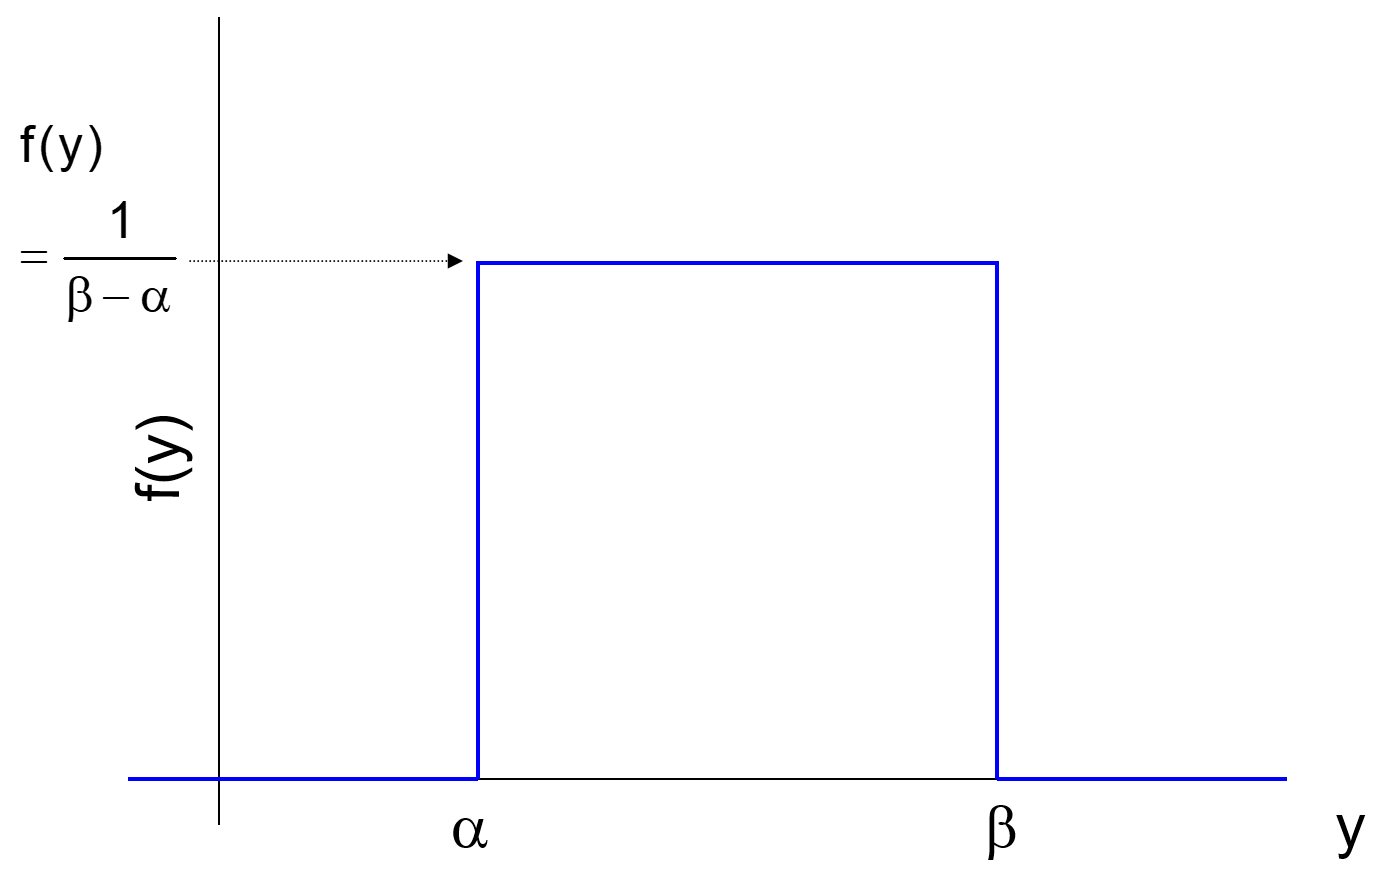 f(y)
= 1
β – α
f(y)
α β y